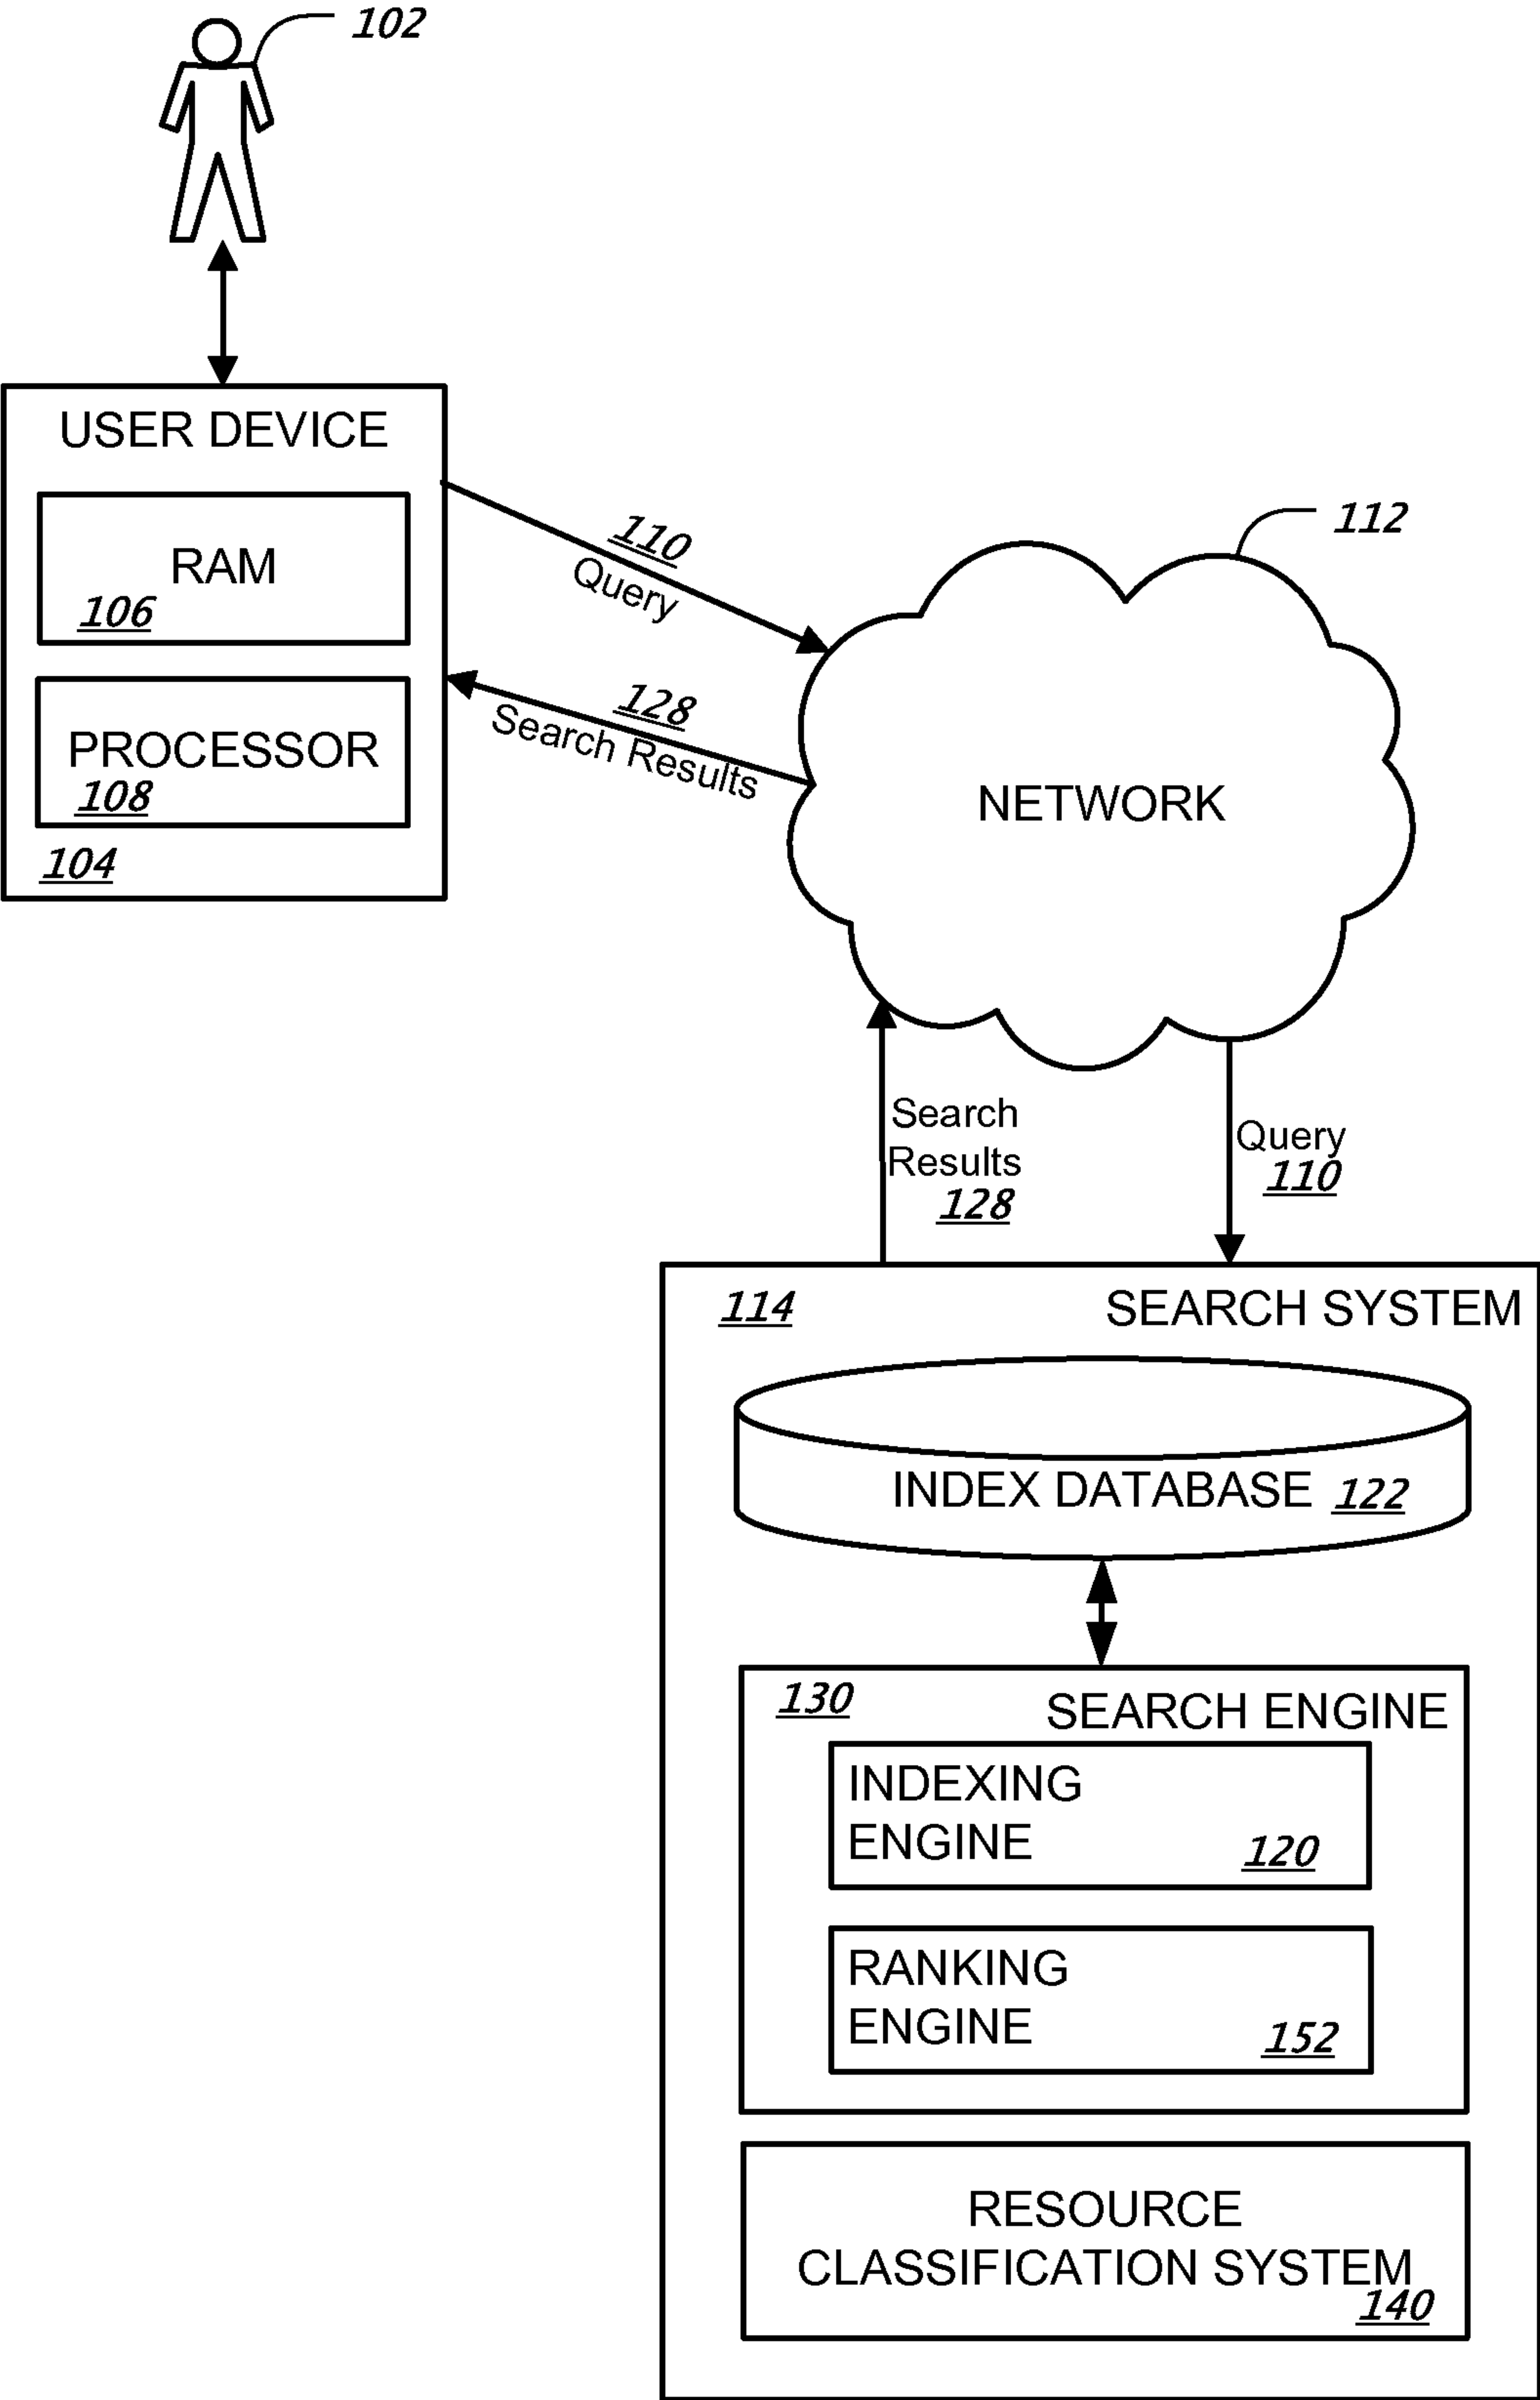 102
USER DEVICE
RAM
106
PROCESSOR
108
104
110
Query
128
Search Results
112
NETWORK
Search
Results
128
Query
110
114
SEARCH SYSTEM
INDEX DATABASE 122
130
SEARCH ENGINE
INDEXING
ENGINE
120
RANKING
ENGINE
152
RESOURCE
CLASSIFICATION SYSTEM
140